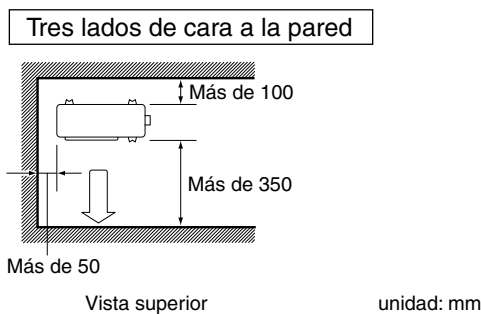 Tres lados de cara a la pared
Más de 100
Más de 350
Más de 50
Vista superior
unidad: mm